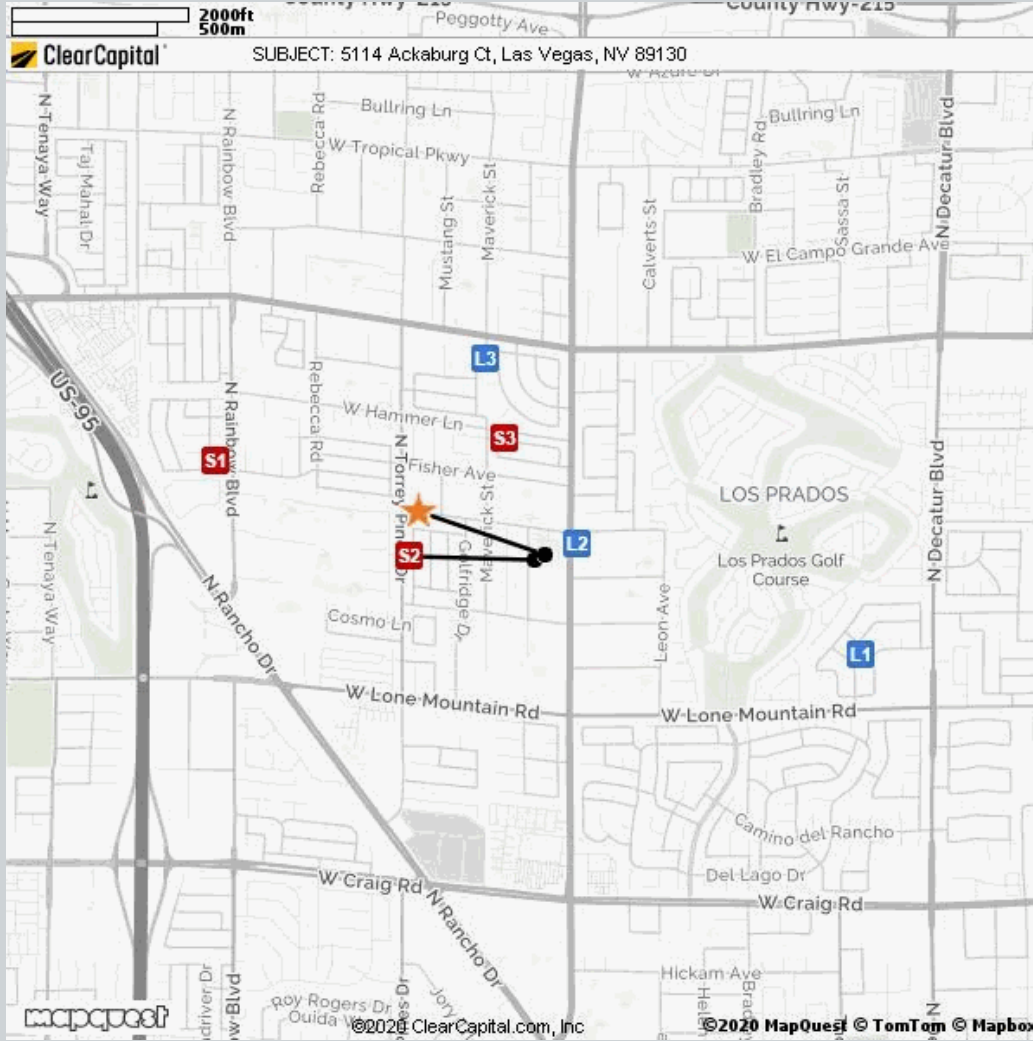 County Hwy-215
County Hwy-215
2000ft
500m
Peggotty Ave
ClearCapital
SUBJECT: 5114 Ackaburg Ct, Las Vegas, NV 89130
W Azure Dr
N Tenaya Way
Taj Mahal Dr
N Rainbow Blvd
Rebecca Rd
Bullring Ln
W Tropical Pkwy
Mustang St
Maverick St
Calverts St
Bradley Rd
Bullring Ln
Sassa St
N Decatur Blvd
W El Campo Grande Ave
US-95
L3
Rebecca Rd
N Rainbow Blvd
W Hammer Ln
S3
S1
N Torrey Pines Dr
Fisher Ave
Maverick St
LOS PRADOS
N Decatur Blvd
N Tenaya Way
S2
L2
Golfridge Dr
Los Prados Golf
Course
N Rancho Dr
Cosmo Ln
Leon Ave
L1
W Lone Mountain Rd
W Lone Mountain Rd
Camino del Rancho
Del Lago Dr
W Craig Rd
W Craig Rd
N Rancho Dr
Hickam Ave
Roy Rogers Dr
mapquest
©2020 ClearCapital.com, Inc
©2020 MapQuest © TomTom © Mapbox